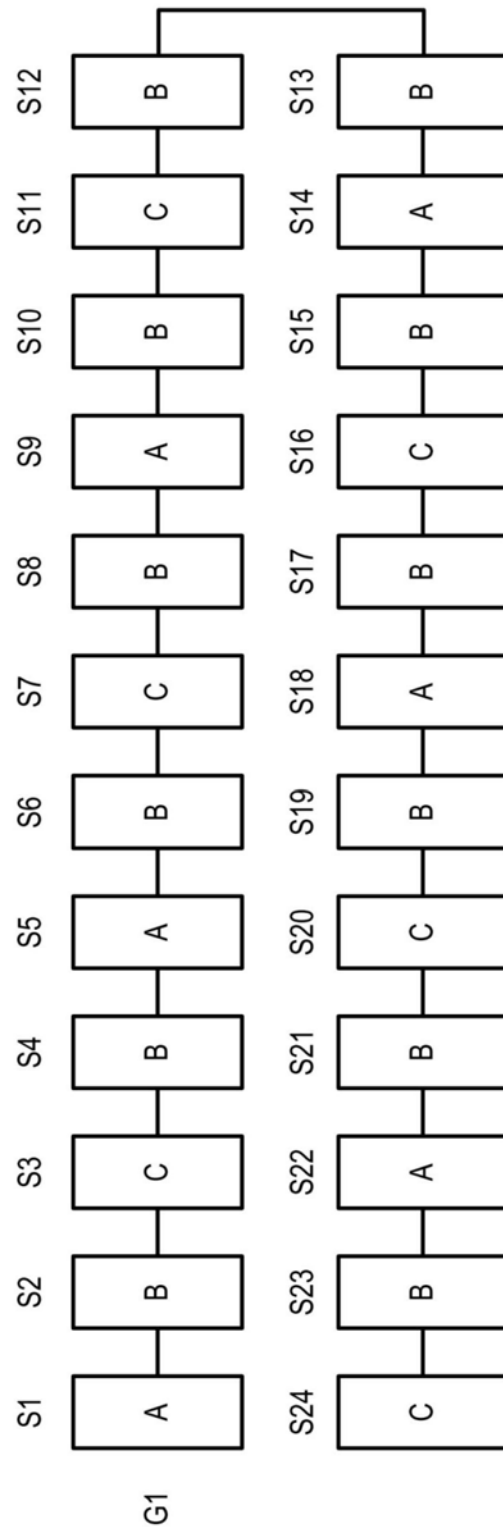 S1 S2 S3 S4 S5 S6 S7 S8 S9 S10 S11 S12
G1 A B C B A B C B A B C B
S24 S23 S22 S21 S20 S19 S18 S17 S16 S15 S14 S13
C B A B C B A B C B A B